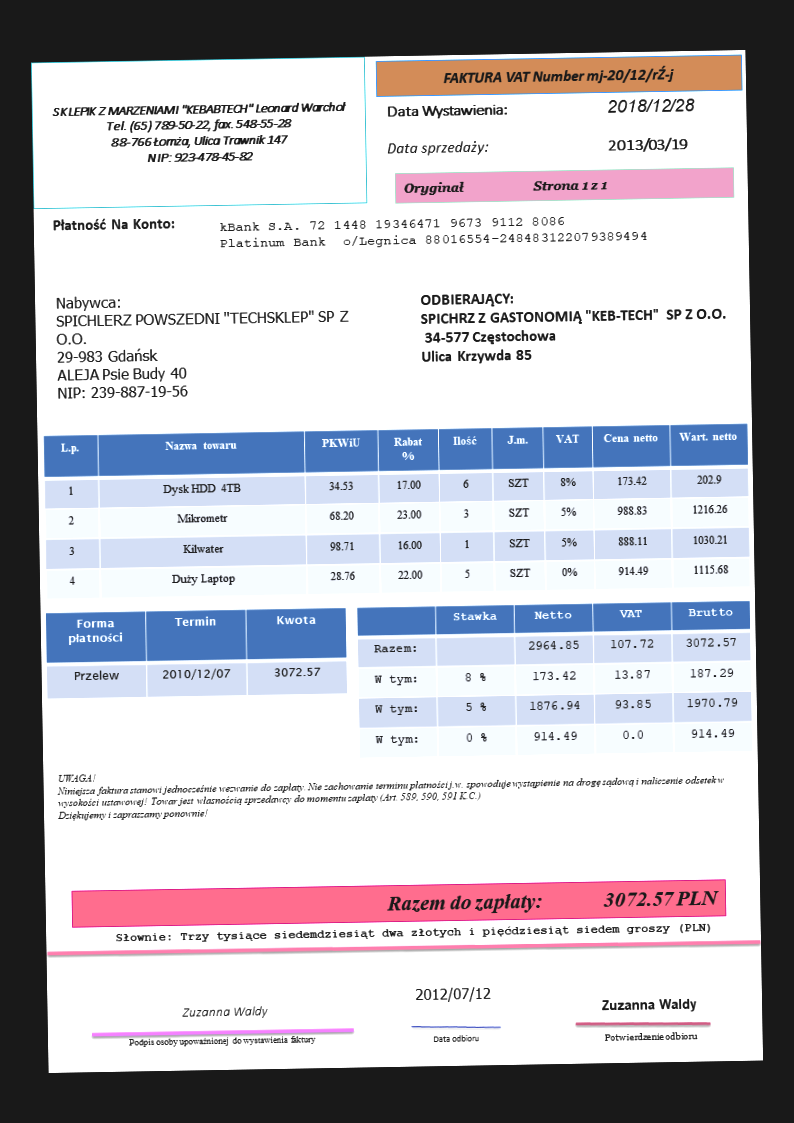 SKLEPIK Z MARZENIAMI "KEBABTECH" Leonard Warchoł
Tel. (65) 789-50-22, fax. 548-55-28
88-766 Łomża, Ulica Trawnik 147
NIP: 923-478-45-82
FAKTURA VAT Number mj-20/12/rŹ-j
Data Wystawienia: 2018/12/28
Data sprzedaży: 2013/03/19
Oryginał Strona 1 z 1
Płatność Na Konto:
kBank S.A. 72 1448 19346471 9673 9112 8086
Platinum Bank o/Legnica 88016554-248483122079389494
Nabywca:
SPICHLERZ POWSZEDNI "TECHSKLEP" SP Z
O.O.
29-983 Gdańsk
ALEJA Psie Budy 40
NIP: 239-887-19-56
ODBIERAJĄCY:
SPICHRZ Z GASTONOMIĄ "KEB-TECH" SP Z O.O.
34-577 Częstochowa
Ulica Krzywda 85
L.p. Nazwa towaru PKWiU Rabat % Ilość J.m. VAT Cena netto Wart. netto
1 Dysk HDD 4TB 34.53 17.00 6 SZT 8% 173.42 202.9
2 Mikrometr 68.20 23.00 3 SZT 5% 988.83 1216.26
3 Kilwater 98.71 16.00 1 SZT 5% 888.11 1030.21
4 Duży Laptop 28.76 22.00 5 SZT 0% 914.49 1115.68
Forma płatności Termin Kwota
Przelew 2010/12/07 3072.57
Stawka Netto VAT Brutto
Razem: 2964.85 107.72 3072.57
W tym: 8 % 173.42 13.87 187.29
W tym: 5 % 1876.94 93.85 1970.79
W tym: 0 % 914.49 0.0 914.49
UWAGA!
Niniejsza faktura stanowi jednocześnie wezwanie do zapłaty. Nie zachowanie terminu płatności j.w. spowoduje wystąpienie na drogę sądową i naliczenie odsetek w
wysokości ustawowej! Towar jest własnością sprzedawcy do momentu zapłaty (Art. 589, 590, 591 K.C.)
Dziękujemy i zapraszamy ponownie!
Razem do zapłaty: 3072.57 PLN
Słownie: Trzy tysiące siedemdziesiąt dwa złotych i pięćdziesiąt siedem groszy (PLN)
Zuzanna Waldy
Podpis osoby upoważnionej do wystawienia faktury
2012/07/12
Data odbioru
Zuzanna Waldy
Potwierdzenie odbioru